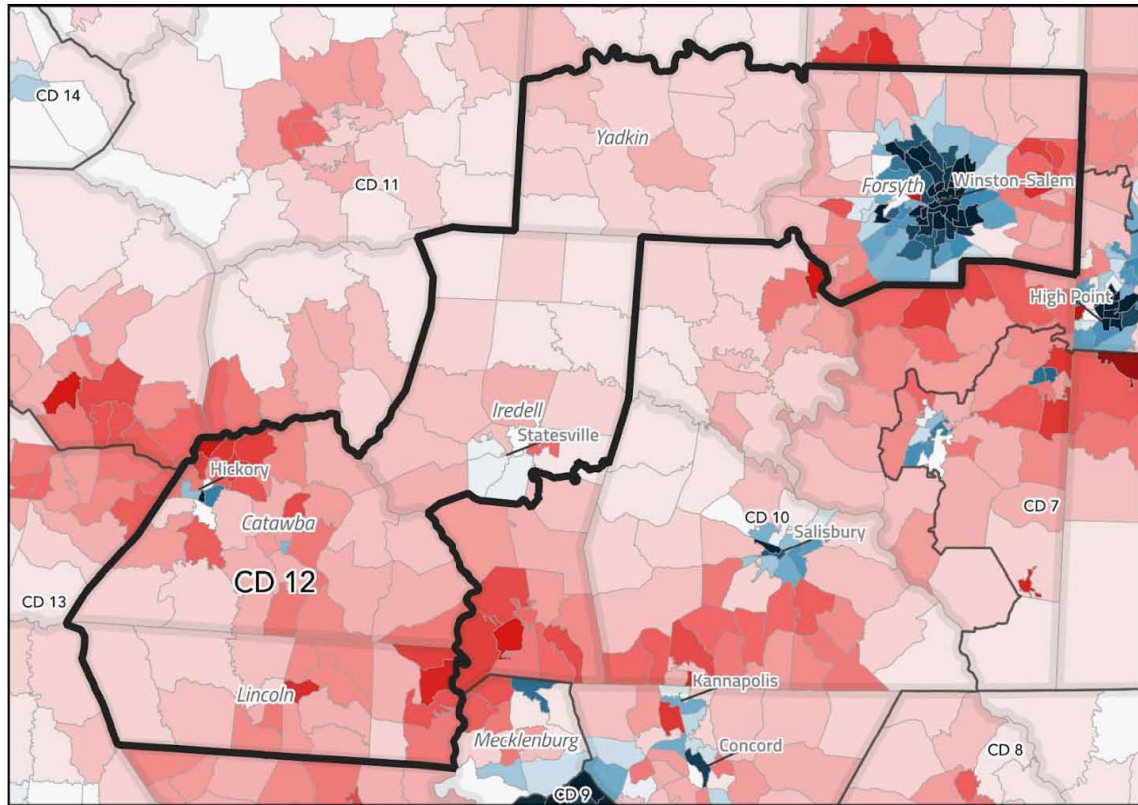 CD 14
Yadkin
CD 11
Forsyth
Winston-Salem
High Point
Iredell
Statesville
Hickory
Catawba
CD 10
Salisbury
CD 7
CD 12
CD 13
Lincoln
Kannapolis
Mecklenburg
Concord
CD 8
CD 9